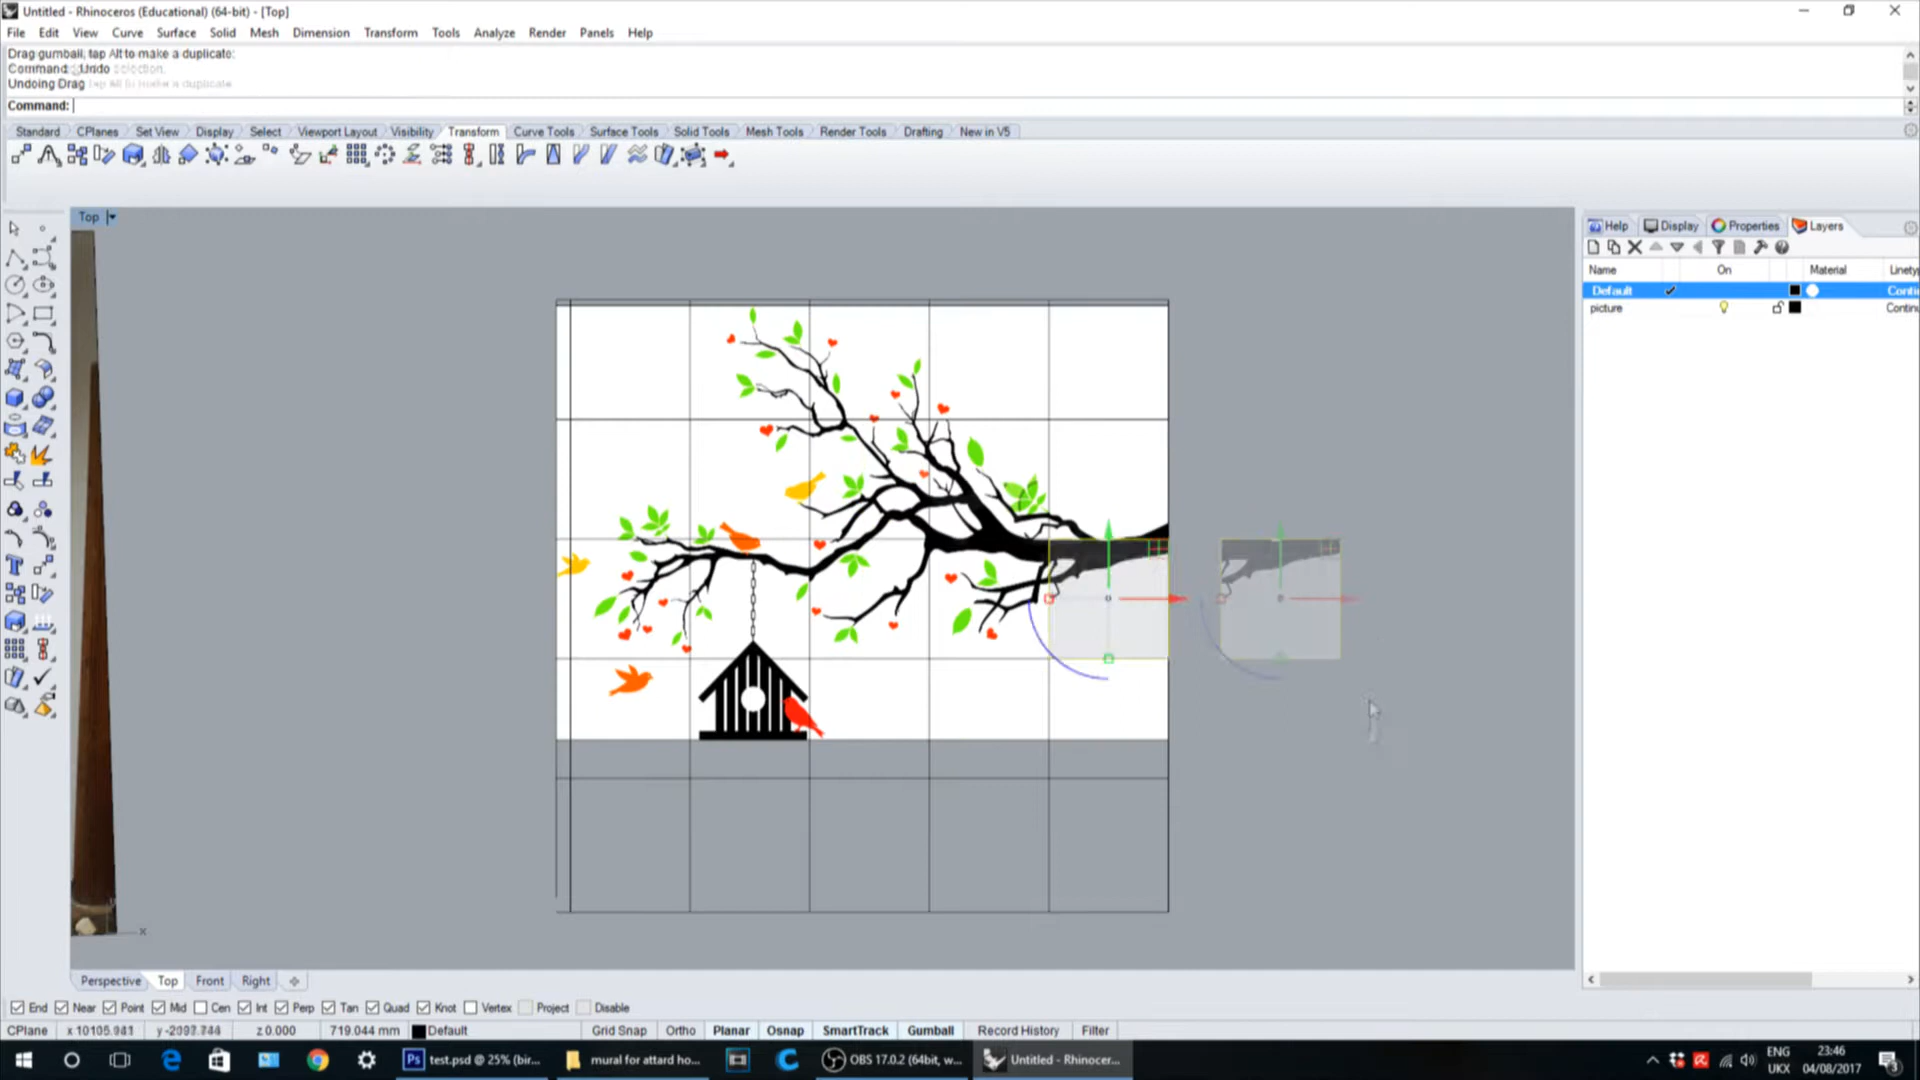 Untitled - Rhinoceros (Educational) (64-bit) - [Top]
File Edit View Curve Surface Solid Mesh Dimension Transform Tools Analyze Render Panels Help
Drag gumball, tap Alt to make a duplicate:
Command: _Undo
Undoing Drag
Command:
Standard CPlanes Set View Display Select Viewport Layout Visibility Transform Curve Tools Surface Tools Solid Tools Mesh Tools Render Tools Drafting New in V5
Top
Help Display Properties Layers
Name On Material Linety
Default Conti
picture Continu
x
Perspective Top Front Right
End Near Point Mid Cen Int Perp Tan Quad Knot Vertex Project Disable
CPlane x 10105.941 z 0.000 719.044 mm Default Grid Snap Ortho Planar Osnap SmartTrack Gumball Record History Filter
test.psd @ 25% (bir... mural for attard ho... OBS 17.0.2 (64bit, w... Untitled - Rhinocer...
ENG 23:46
UKX 04/08/2017
3